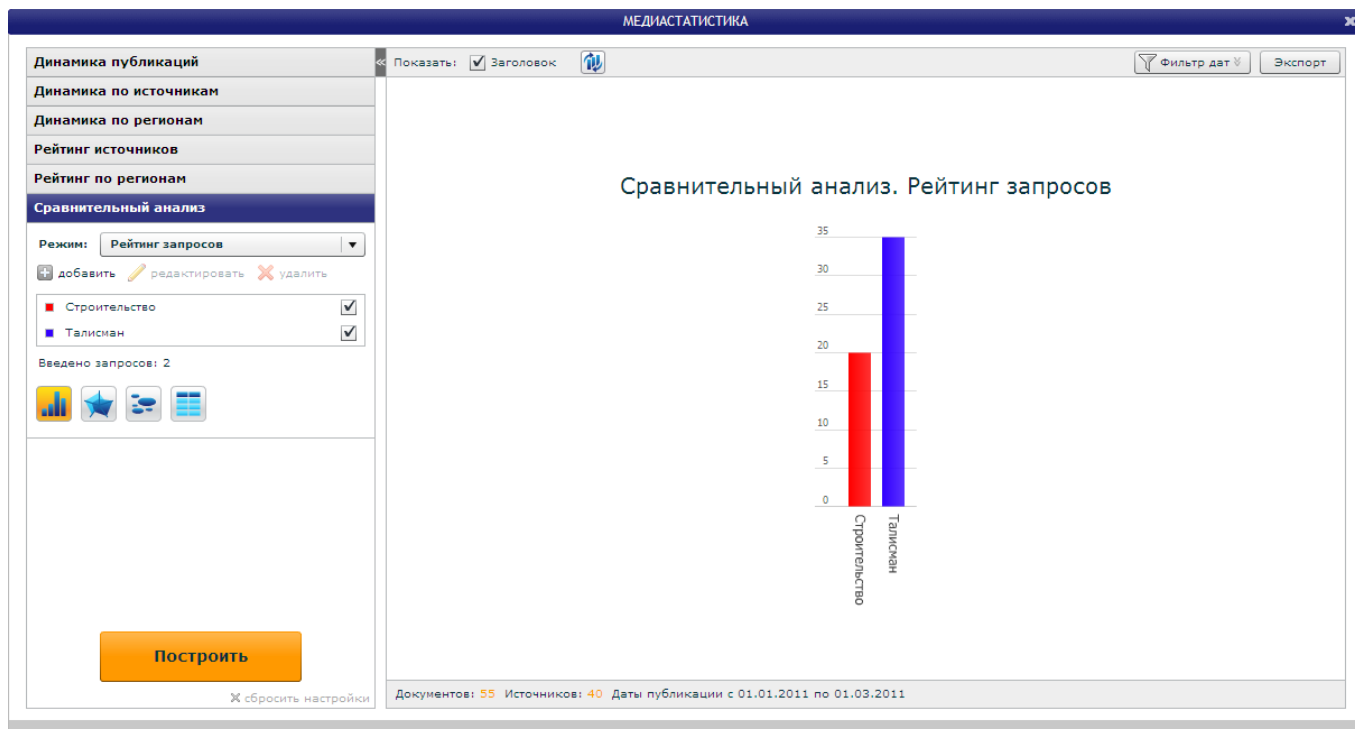 МЕДИАСТАТИСТИКА
Динамика публикаций
Динамика по источникам
Динамика по регионам
Рейтинг источников
Рейтинг по регионам
Сравнительный анализ
Режим: Рейтинг запросов
добавить редактировать удалить
Строительство
Талисман
Введено запросов: 2
Построить
сбросить настройки
Показать: Заголовок Фильтр дат Экспорт
Сравнительный анализ. Рейтинг запросов
35
30
25
20
15
10
5
0
Строительство
Талисман
Документов: 55 Источников: 40 Даты публикации с 01.01.2011 по 01.03.2011